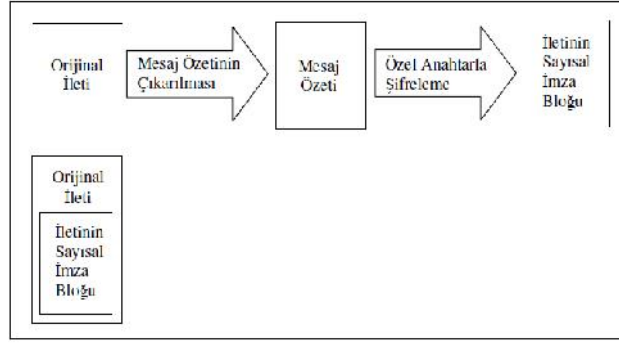 Orijinal
İleti
Mesaj Özetinin
Çıkarılması
Mesaj
Özeti
Özel Anahtarla
Şifreleme
İletinin
Sayısal
İmza
Bloğu
Orijinal
İleti
İletinin
Sayısal
İmza
Bloğu